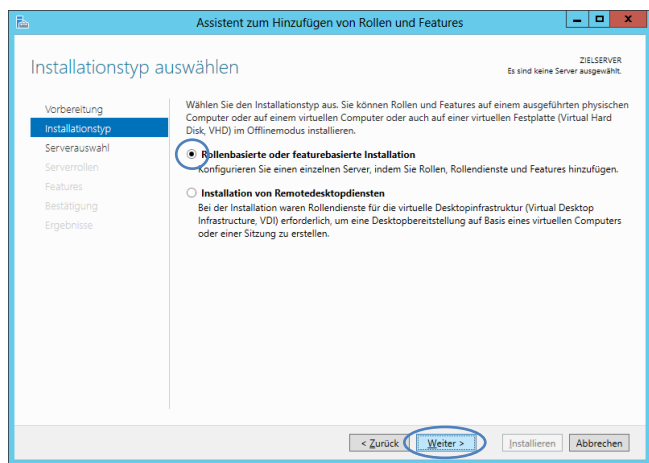 Assistent zum Hinzufügen von Rollen und Features
Installationstyp auswählen
ZIELSERVER
Es sind keine Server ausgewählt.
Vorbereitung
Installationstyp
Serverauswahl
Serverrollen
Features
Bestätigung
Ergebnisse
Wählen Sie den Installationstyp aus. Sie können Rollen und Features auf einem ausgeführten physischen
Computer oder auf einem virtuellen Computer oder auch auf einer virtuellen Festplatte (Virtual Hard
Disk, VHD) im Offlinemodus installieren.
Rollenbasierte oder featurebasierte Installation
Konfigurieren Sie einen einzelnen Server, indem Sie Rollen, Rollendienste und Features hinzufügen.
Installation von Remotedesktopdiensten
Bei der Installation waren Rollendienste für die virtuelle Desktopinfrastruktur (Virtual Desktop
Infrastructure, VDI) erforderlich, um eine Desktopbereitstellung auf Basis eines virtuellen Computers
oder einer Sitzung zu erstellen.
< Zurück Weiter > Installieren Abbrechen